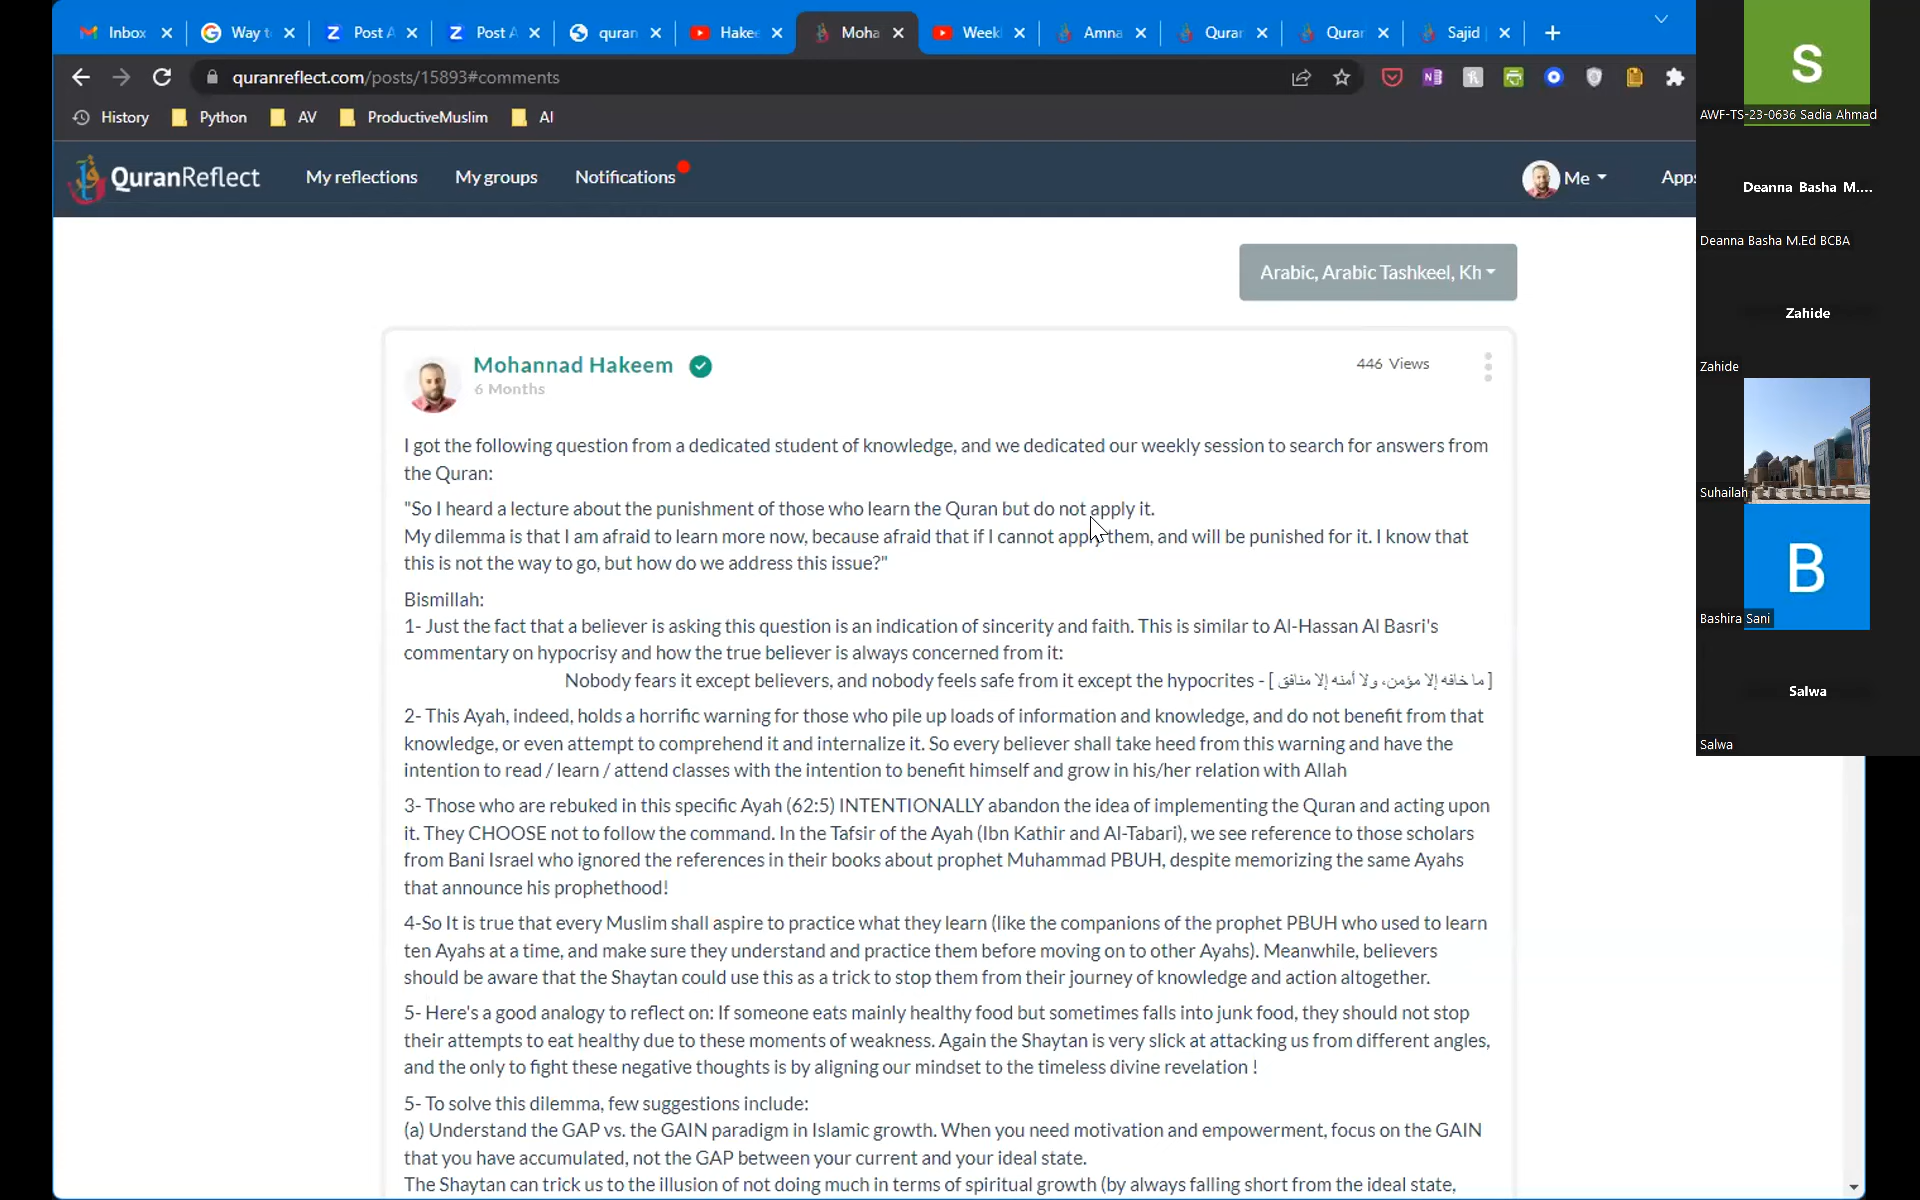 Inbox
Way t
Post A
Post A
quran
Hake
Moha
Week
Amna
Quran
Quran
Sajid
quranreflect.com/posts/15893#comments
History
Python
AV
ProductiveMuslim
AI
QuranReflect
My reflections
My groups
Notifications
Me
Apps
Arabic, Arabic Tashkeel, Kh
Mohannad Hakeem
6 Months
446 Views
I got the following question from a dedicated student of knowledge, and we dedicated our weekly session to search for answers from
the Quran:
"So I heard a lecture about the punishment of those who learn the Quran but do not apply it.
My dilemma is that I am afraid to learn more now, because afraid that if I cannot apply them, and will be punished for it. I know that
this is not the way to go, but how do we address this issue?"
Bismillah:
1- Just the fact that a believer is asking this question is an indication of sincerity and faith. This is similar to Al-Hassan Al Basri's
commentary on hypocrisy and how the true believer is always concerned from it:
Nobody fears it except believers, and nobody feels safe from it except the hypocrites - [ ما خافه إلا مؤمن، ولا أمنه إلا منافق ]
2- This Ayah, indeed, holds a horrific warning for those who pile up loads of information and knowledge, and do not benefit from that
knowledge, or even attempt to comprehend it and internalize it. So every believer shall take heed from this warning and have the
intention to read / learn / attend classes with the intention to benefit himself and grow in his/her relation with Allah
3- Those who are rebuked in this specific Ayah (62:5) INTENTIONALLY abandon the idea of implementing the Quran and acting upon
it. They CHOOSE not to follow the command. In the Tafsir of the Ayah (Ibn Kathir and Al-Tabari), we see reference to those scholars
from Bani Israel who ignored the references in their books about prophet Muhammad PBUH, despite memorizing the same Ayahs
that announce his prophethood!
4-So It is true that every Muslim shall aspire to practice what they learn (like the companions of the prophet PBUH who used to learn
ten Ayahs at a time, and make sure they understand and practice them before moving on to other Ayahs). Meanwhile, believers
should be aware that the Shaytan could use this as a trick to stop them from their journey of knowledge and action altogether.
5- Here's a good analogy to reflect on: If someone eats mainly healthy food but sometimes falls into junk food, they should not stop
their attempts to eat healthy due to these moments of weakness. Again the Shaytan is very slick at attacking us from different angles,
and the only to fight these negative thoughts is by aligning our mindset to the timeless divine revelation !
5- To solve this dilemma, few suggestions include:
(a) Understand the GAP vs. the GAIN paradigm in Islamic growth. When you need motivation and empowerment, focus on the GAIN
that you have accumulated, not the GAP between your current and your ideal state.
The Shaytan can trick us to the illusion of not doing much in terms of spiritual growth (by always falling short from the ideal state,
S
AWF-TS-23-0636 Sadia Ahmad
Deanna Basha M....
Deanna Basha M.Ed BCBA
Zahide
Zahide
Suhailah
B
Bashira Sani
Salwa
Salwa